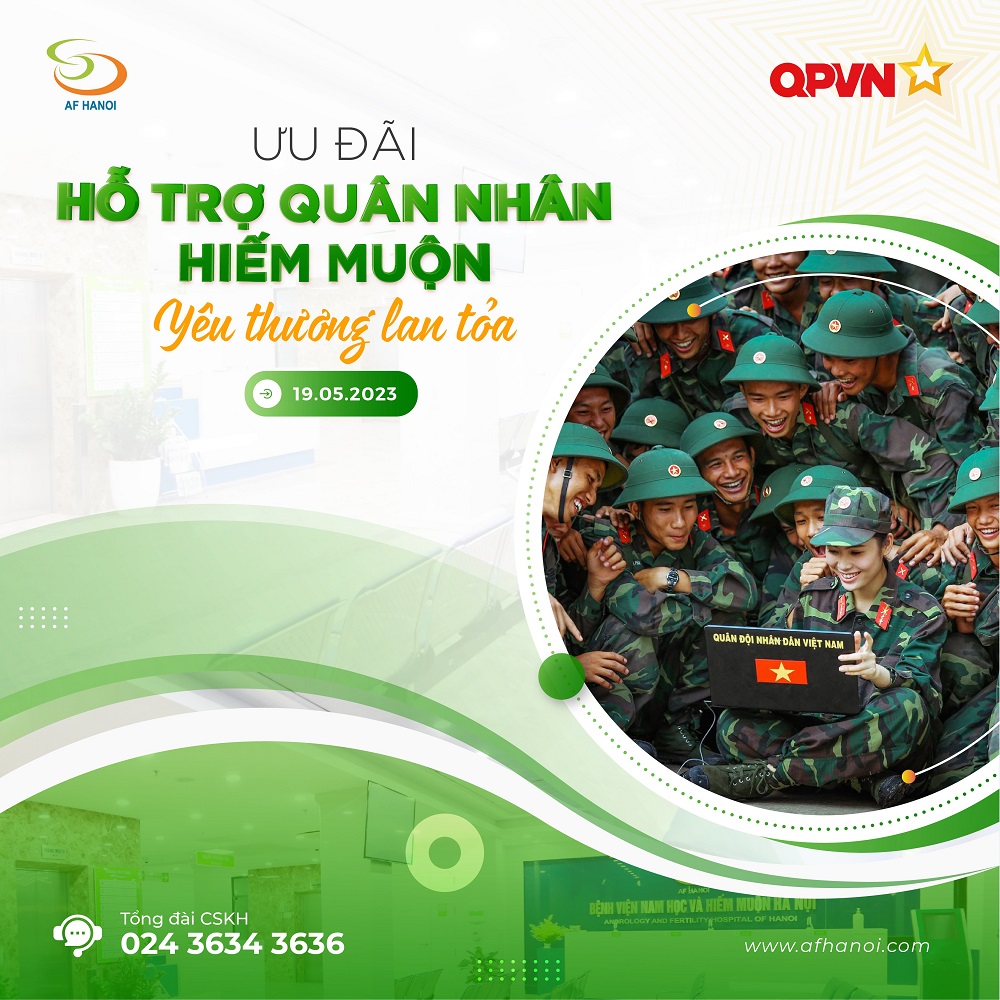 AF HANOI
QPVN
ƯU ĐÃI
HỖ TRỢ QUÂN NHÂN
HIẾM MUỘN
Yêu thương lan tỏa
19.05.2023
QUÂN ĐỘI NHÂN DÂN VIỆT NAM
AF HANOI
BỆNH VIỆN NAM HỌC VÀ HIẾM MUỘN HÀ NỘI
ANDROLOGY AND FERTILITY HOSPITAL OF HANOI
Tổng đài CSKH
024 3634 3636
www.afhanoi.com